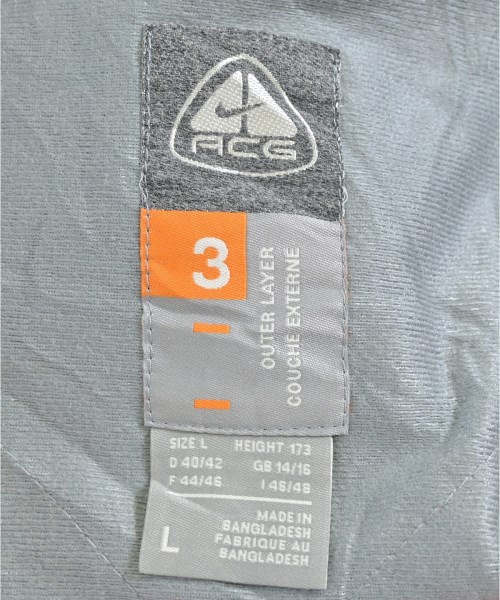 ACG
3
OUTER LAYER
COUCHE EXTERNE
SIZE L HEIGHT 173
D 40/42 GB 14/16
F 44/46 I 46/48
L
MADE IN
BANGLADESH
FABRIQUE AU
BANGLADESH